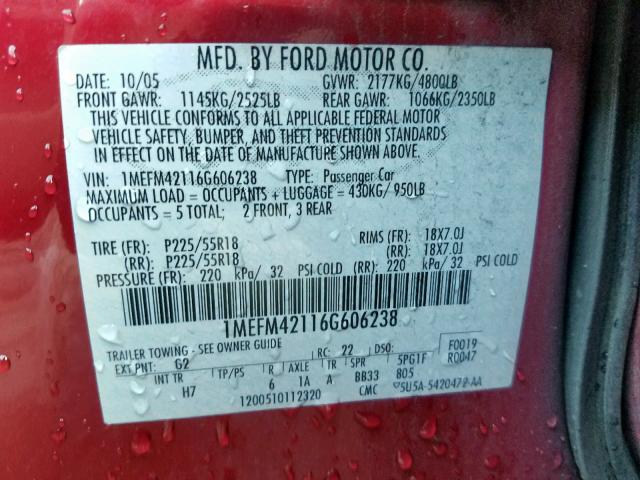 MFD. BY FORD MOTOR CO.
DATE: 10/05 GVWR: 2177KG/4800LB
FRONT GAWR: 1145KG/2525LB REAR GAWR: 1066KG/2350LB
THIS VEHICLE CONFORMS TO ALL APPLICABLE FEDERAL MOTOR
VEHICLE SAFETY, BUMPER, AND THEFT PREVENTION STANDARDS
IN EFFECT ON THE DATE OF MANUFACTURE SHOWN ABOVE.
VIN: 1MEFM42116G606238 TYPE: Passenger Car
MAXIMUM LOAD = OCCUPANTS + LUGGAGE = 430KG/ 950LB
OCCUPANTS = 5 TOTAL; 2 FRONT, 3 REAR
TIRE (FR): P225/55R18 RIMS (FR): 18X7.0J
(RR): P225/55R18 (RR): 18X7.0J
PRESSURE (FR): 220 kPa/ 32 PSI COLD (RR): 220 kPa/ 32 PSI COLD
1MEFM42116G606238
TRAILER TOWING - SEE OWNER GUIDE F0019
EXT PNT: G2 RC: 22 DSO: R0047
INT TR TP/PS R AXLE TR SPR 5PG1F
H7 6 1A A BB33 805
1200510112320 CMC ▽5U5A-5420472-AA